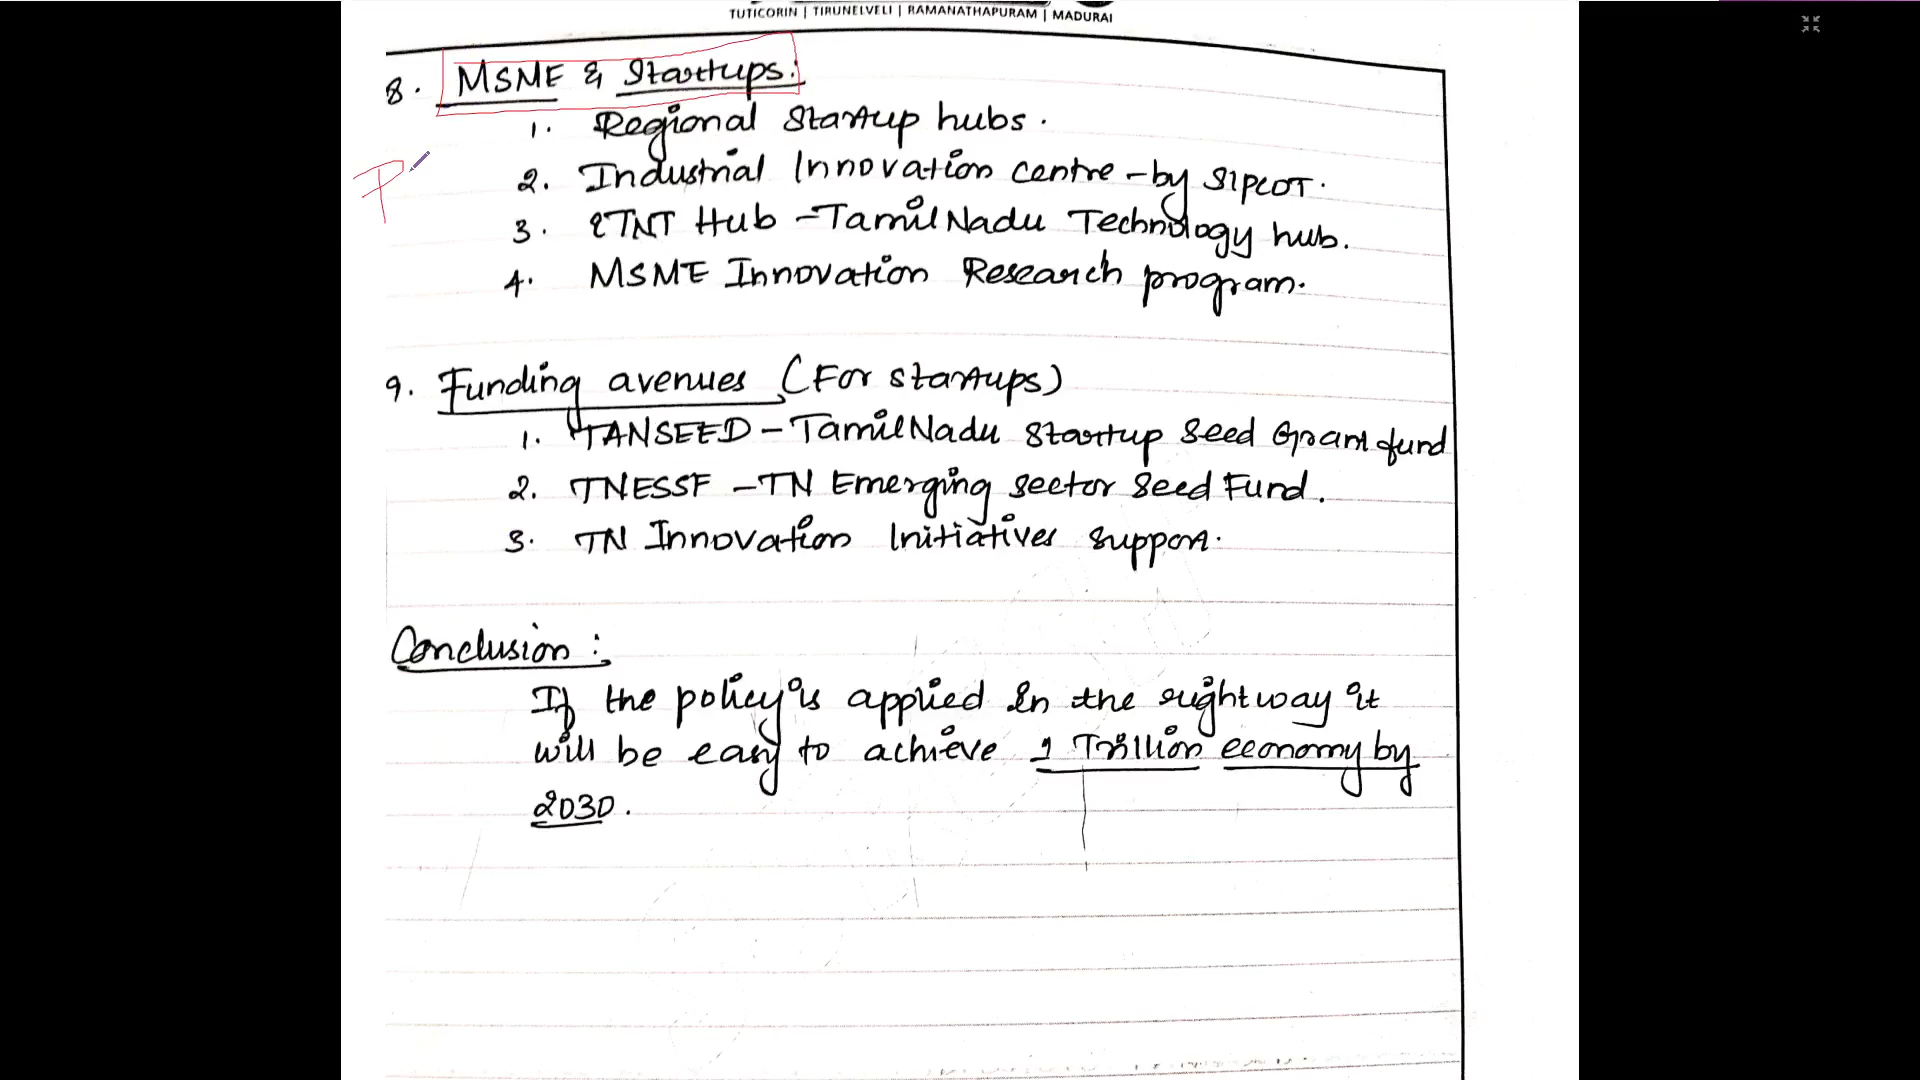 TUTICORIN | TIRUNELVELI | RAMANATHAPURAM | MADURAI
8. MSME & Startups:
1. Regional Startup hubs.
2. Industrial Innovation centre - by SIPCOT.
3. iTNT Hub - TamilNadu Technology hub.
4. MSME Innovation Research program.
9. Funding avenues (For startups)
1. TANSEED - TamilNadu Startup Seed Grant fund
2. TNESSF - TN Emerging Sector Seed Fund.
3. TN Innovation Initiatives Support.
Conclusion:
If the policy is applied in the right way it
will be easy to achieve 1 Trillion economy by
2030.